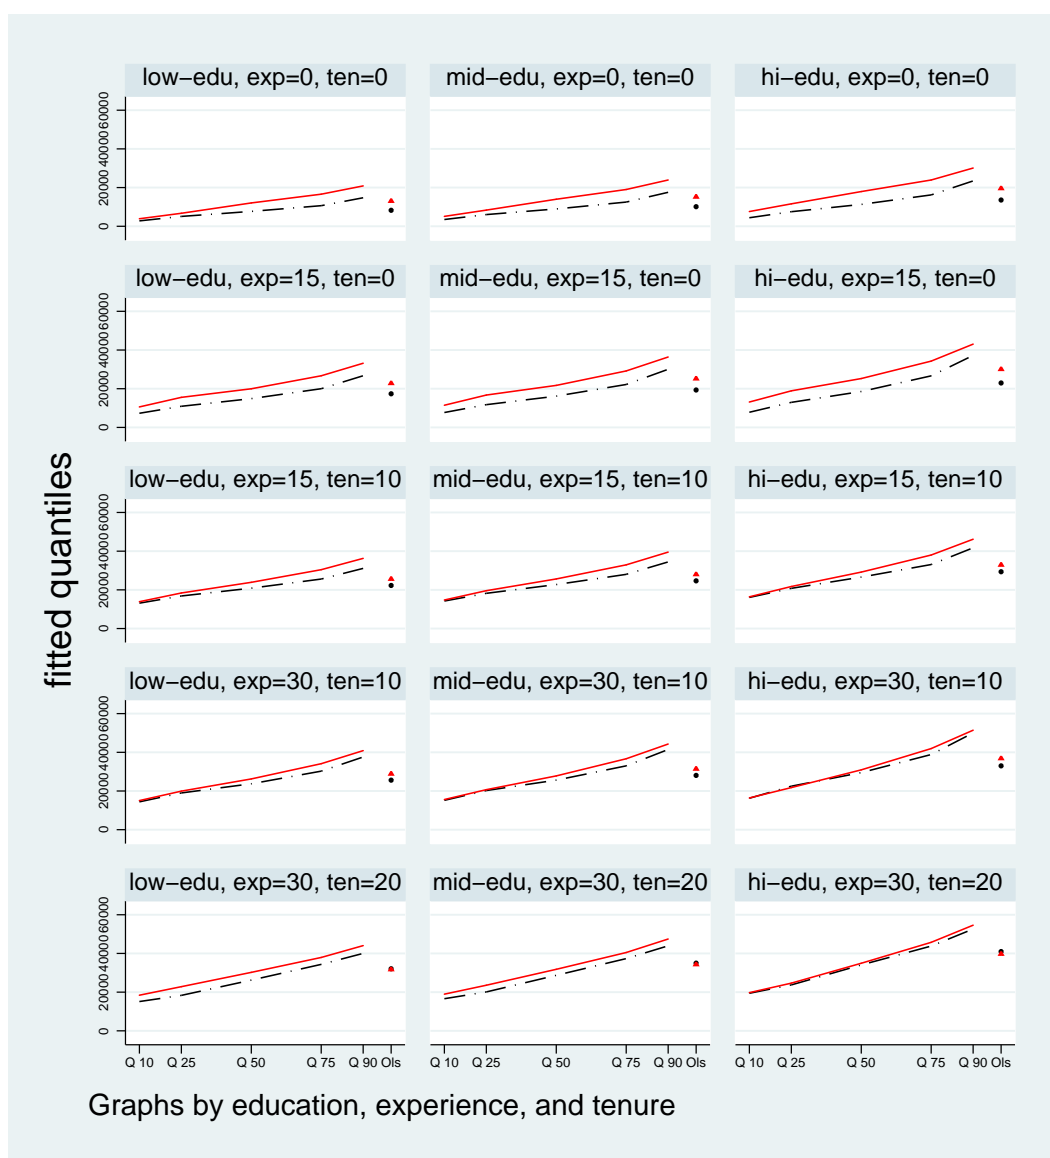 low−edu, exp=0, ten=0
mid−edu, exp=0, ten=0
hi−edu, exp=0, ten=0
0 20000 40000 60000
low−edu, exp=15, ten=0
mid−edu, exp=15, ten=0
hi−edu, exp=15, ten=0
0 20000 40000 60000
low−edu, exp=15, ten=10
mid−edu, exp=15, ten=10
hi−edu, exp=15, ten=10
0 20000 40000 60000
low−edu, exp=30, ten=10
mid−edu, exp=30, ten=10
hi−edu, exp=30, ten=10
0 20000 40000 60000
low−edu, exp=30, ten=20
mid−edu, exp=30, ten=20
hi−edu, exp=30, ten=20
0 20000 40000 60000
fitted quantiles
Q 10 Q 25 Q 50 Q 75 Q 90 Ols
Q 10 Q 25 Q 50 Q 75 Q 90 Ols
Q 10 Q 25 Q 50 Q 75 Q 90 Ols
Graphs by education, experience, and tenure